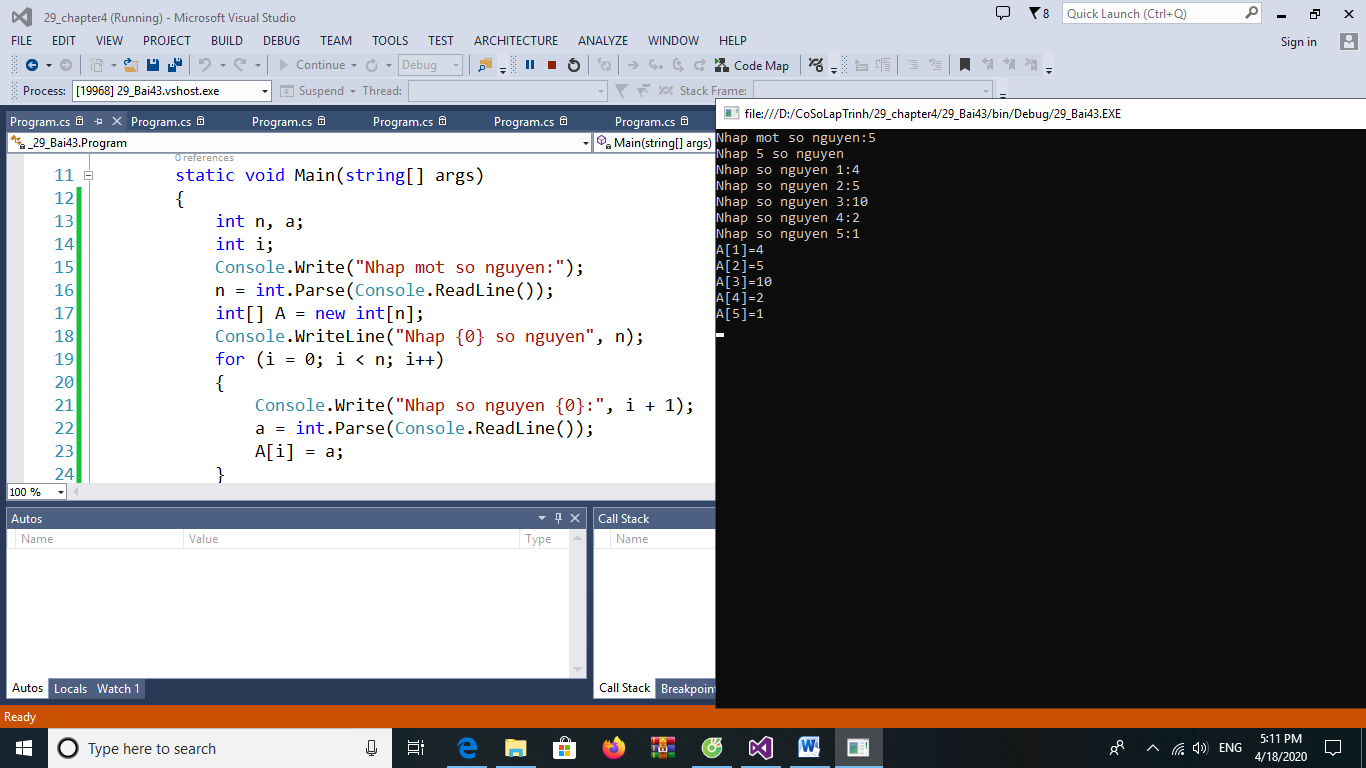 29_chapter4 (Running) - Microsoft Visual Studio
8
Quick Launch (Ctrl+Q)
FILE EDIT VIEW PROJECT BUILD DEBUG TEAM TOOLS TEST ARCHITECTURE ANALYZE WINDOW HELP
Sign in
Continue Debug Code Map
Process: [19968] 29_Bai43.vshost.exe Suspend Thread: Stack Frame:
Program.cs Program.cs Program.cs Program.cs Program.cs Program.cs
_29_Bai43.Program Main(string[] args)
0 references
11 static void Main(string[] args)
12 {
13 int n, a;
14 int i;
15 Console.Write("Nhap mot so nguyen:");
16 n = int.Parse(Console.ReadLine());
17 int[] A = new int[n];
18 Console.WriteLine("Nhap {0} so nguyen", n);
19 for (i = 0; i < n; i++)
20 {
21 Console.Write("Nhap so nguyen {0}:", i + 1);
22 a = int.Parse(Console.ReadLine());
23 A[i] = a;
24 }
100 %
Autos
Name Value Type
Autos Locals Watch 1
Call Stack
Name
Call Stack Breakpoin
file:///D:/CoSoLapTrinh/29_chapter4/29_Bai43/bin/Debug/29_Bai43.EXE
Nhap mot so nguyen:5
Nhap 5 so nguyen
Nhap so nguyen 1:4
Nhap so nguyen 2:5
Nhap so nguyen 3:10
Nhap so nguyen 4:2
Nhap so nguyen 5:1
A[1]=4
A[2]=5
A[3]=10
A[4]=2
A[5]=1
Ready
Type here to search
ENG
5:11 PM
4/18/2020